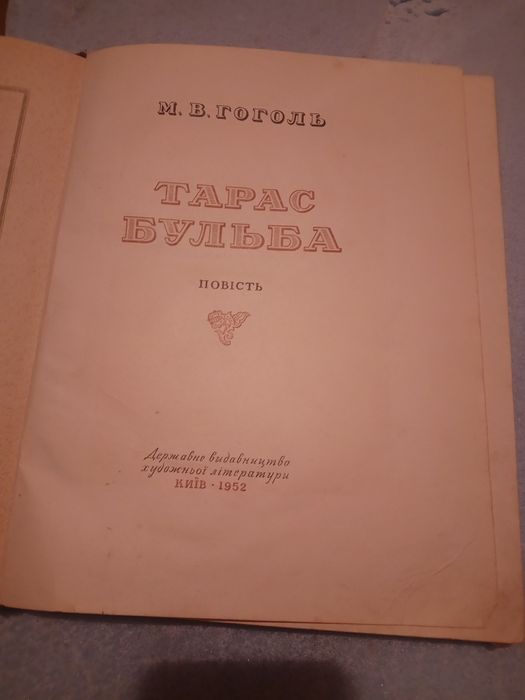 М. В. ГОГОЛЬ
ТАРАС
БУЛЬБА
ПОВІСТЬ
Державне видавництво
художньої літератури
КИЇВ · 1952